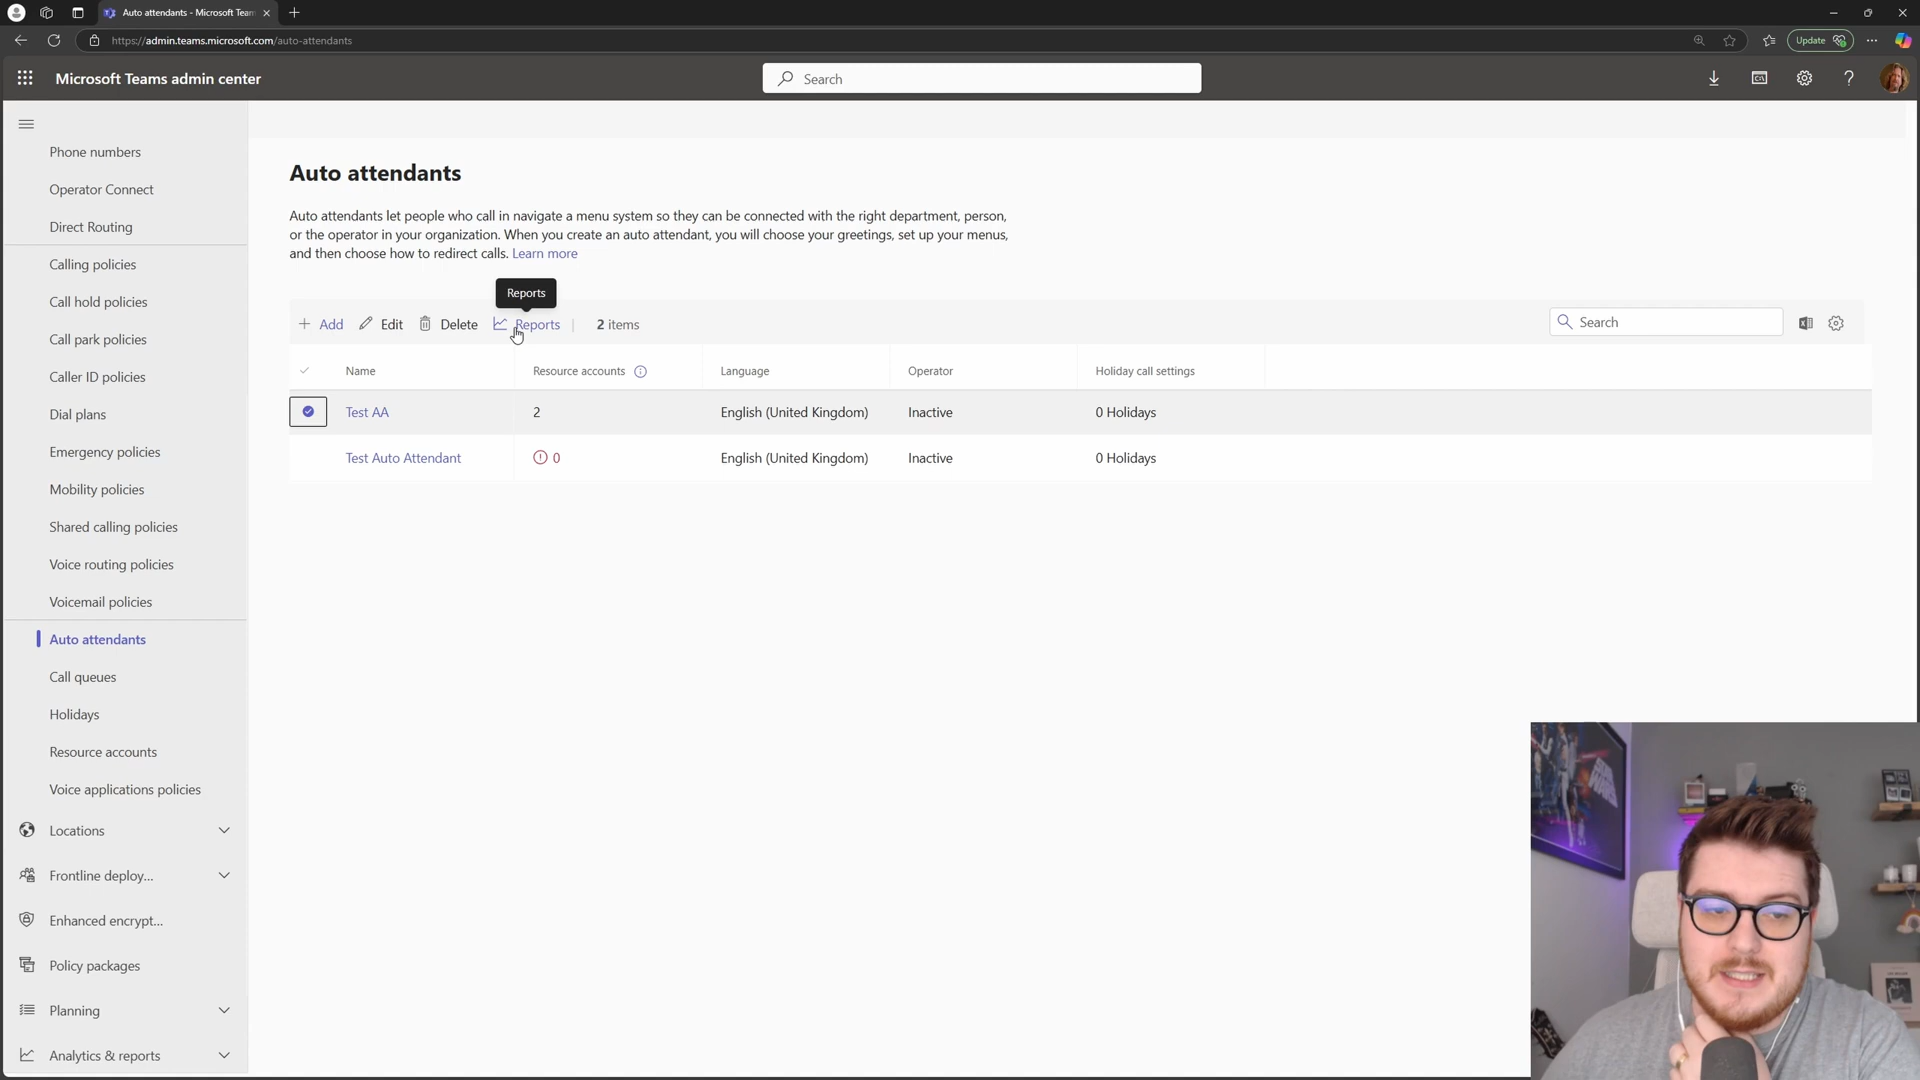 Auto attendants - Microsoft Team
https://admin.teams.microsoft.com/auto-attendants
Update
Microsoft Teams admin center
Search
Phone numbers
Operator Connect
Direct Routing
Calling policies
Call hold policies
Call park policies
Caller ID policies
Dial plans
Emergency policies
Mobility policies
Shared calling policies
Voice routing policies
Voicemail policies
Auto attendants
Call queues
Holidays
Resource accounts
Voice applications policies
Locations
Frontline deploy...
Enhanced encrypt...
Policy packages
Planning
Analytics & reports
Auto attendants
Auto attendants let people who call in navigate a menu system so they can be connected with the right department, person,
or the operator in your organization. When you create an auto attendant, you will choose your greetings, set up your menus,
and then choose how to redirect calls. Learn more
Reports
Add Edit Delete Reports 2 items
Search
Name Resource accounts Language Operator Holiday call settings
Test AA 2 English (United Kingdom) Inactive 0 Holidays
Test Auto Attendant 0 English (United Kingdom) Inactive 0 Holidays
STAR WARS